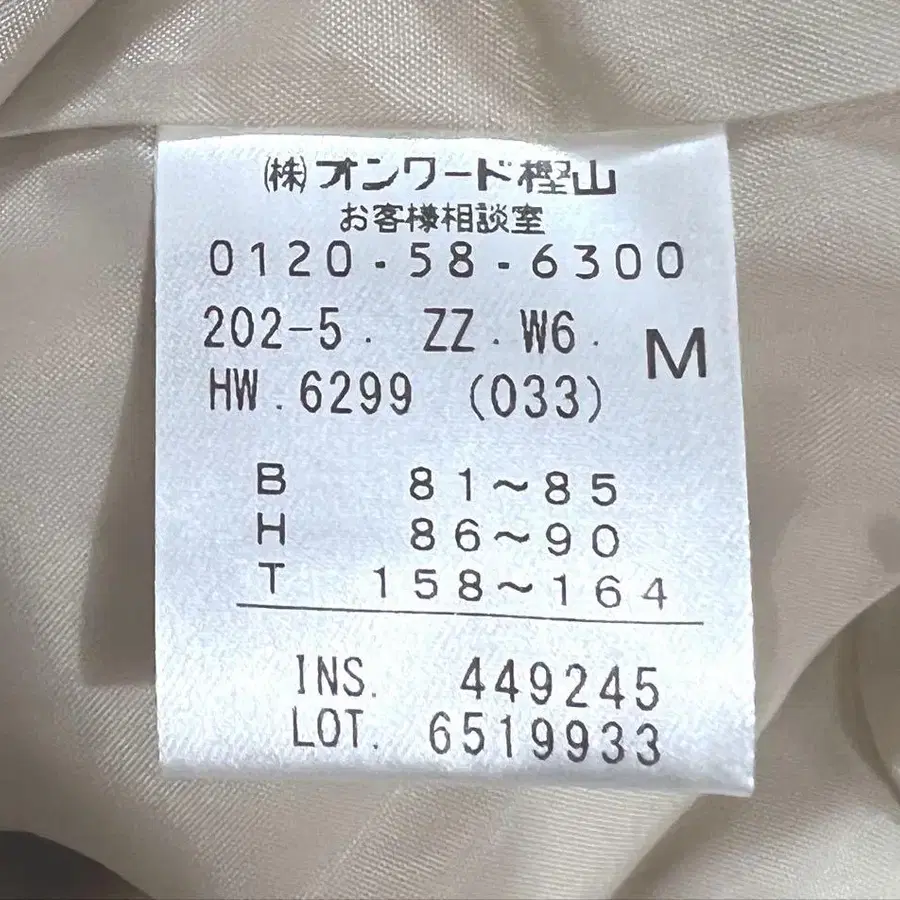 ㈱オンワード樫山
お客様相談室
0120-58-6300
202-5. ZZ.W6. M
HW.6299 (033)
B 81~85
H 86~90
T 158~164
INS. 449245
LOT. 6519933